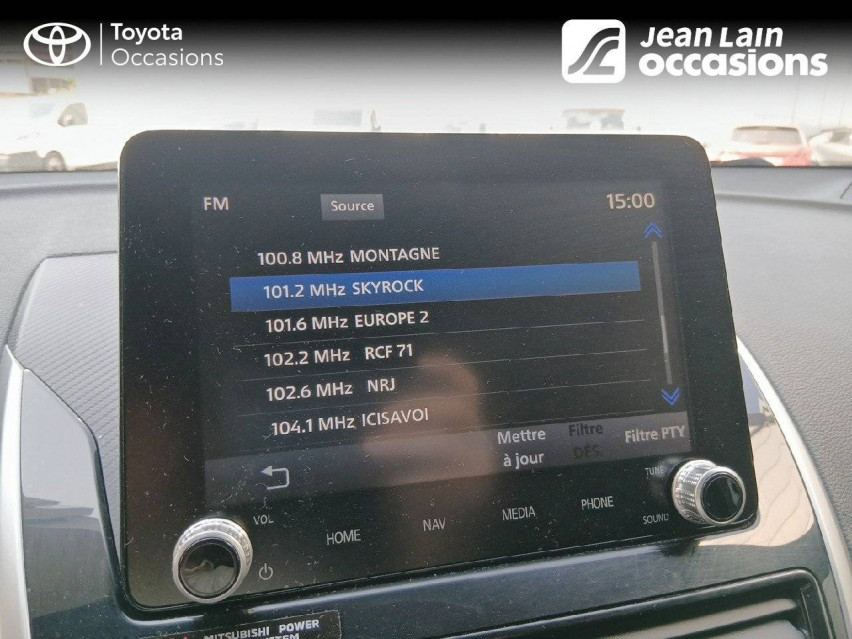 Toyota
Occasions
Jean Lain
occasions
FM
Source
15:00
100.8 MHz MONTAGNE
101.2 MHz SKYROCK
101.6 MHz EUROPE 2
102.2 MHz RCF 71
102.6 MHz NRJ
104.1 MHz ICISAVOI
Mettre
à jour
Filtre
DÉS.
Filtre PTY
VOL
HOME
NAV
MEDIA
PHONE
TUNE
SOUND
MITSUBISHI POWER
SYSTEM